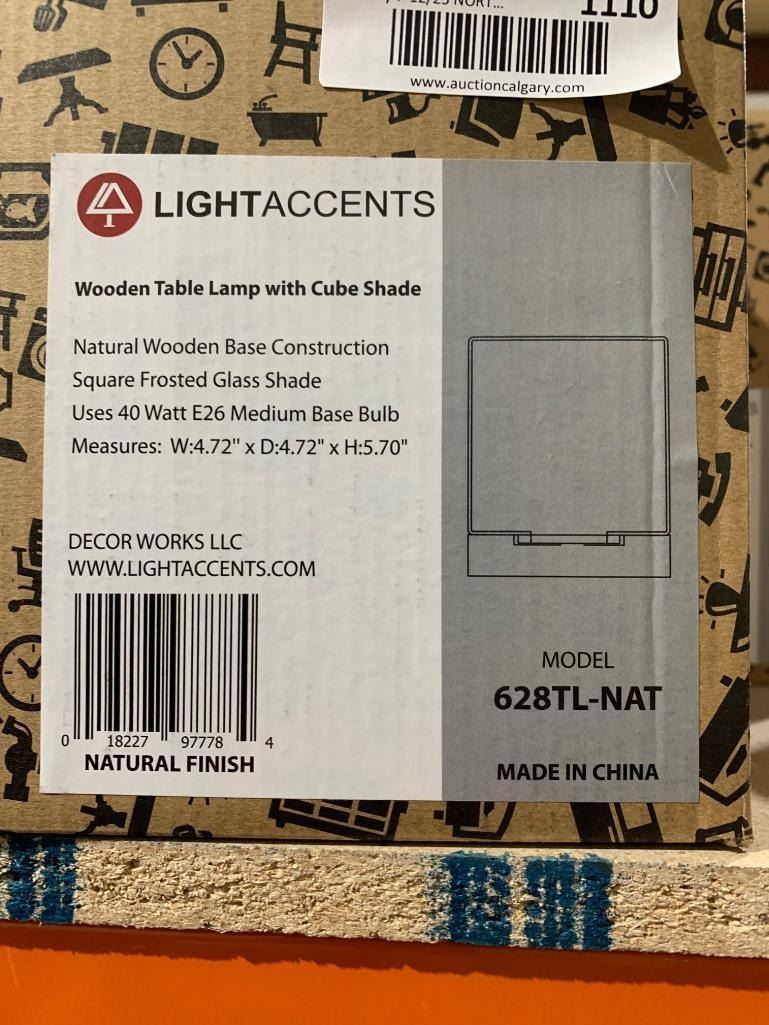 1110
www.auctioncalgary.com
LIGHTACCENTS
Wooden Table Lamp with Cube Shade
Natural Wooden Base Construction
Square Frosted Glass Shade
Uses 40 Watt E26 Medium Base Bulb
Measures: W:4.72" x D:4.72" x H:5.70"
DECOR WORKS LLC
WWW.LIGHTACCENTS.COM
0 18227 97778 4
NATURAL FINISH
MODEL
628TL-NAT
MADE IN CHINA